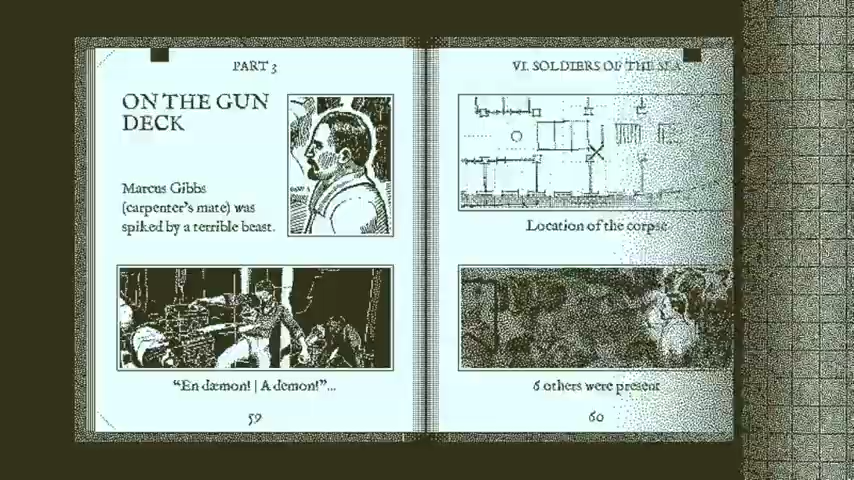 PART 3
ON THE GUN
DECK
Marcus Gibbs
(carpenter's mate) was
spiked by a terrible beast.
"En dæmon! | A demon!"...
59
VI. SOLDIERS OF THE SEA
Location of the corpse
6 others were present
60